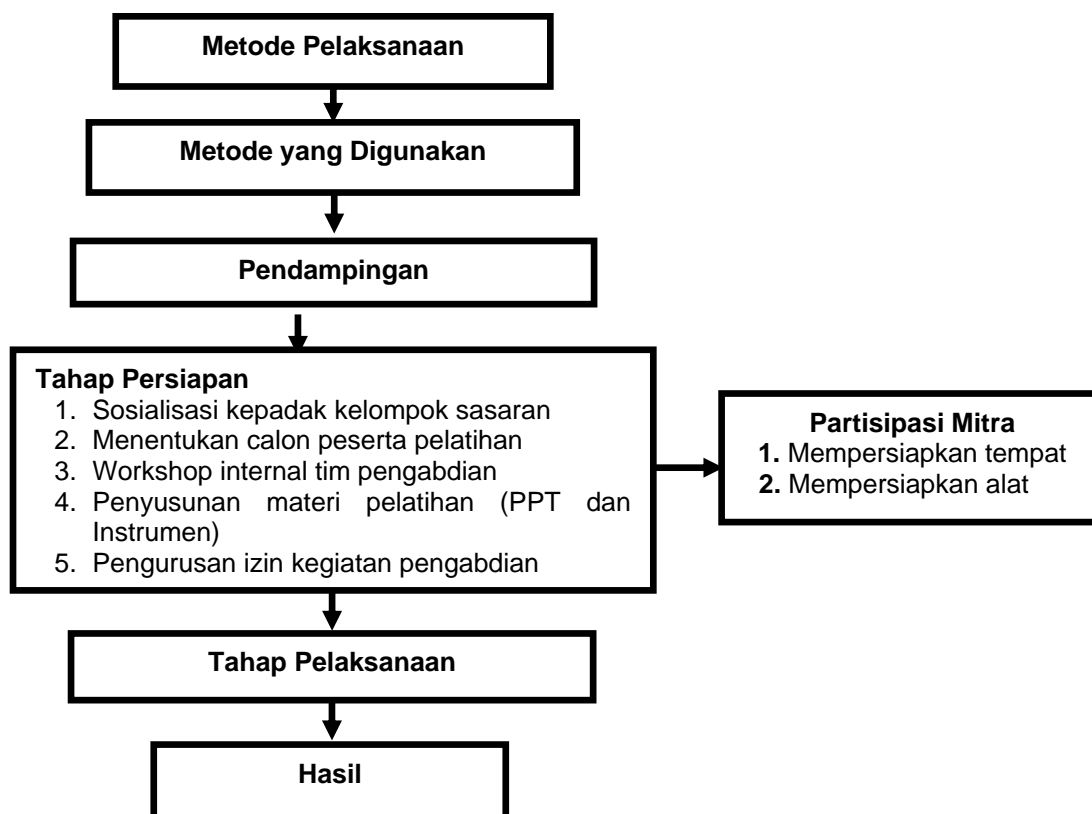 Metode Pelaksanaan
Metode yang Digunakan
Pendampingan
Tahap Persiapan
1. Sosialisasi kepadak kelompok sasaran
2. Menentukan calon peserta pelatihan
3. Workshop internal tim pengabdian
4. Penyusunan materi pelatihan (PPT dan
Instrumen)
5. Pengurusan izin kegiatan pengabdian
Partisipasi Mitra
1. Mempersiapkan tempat
2. Mempersiapkan alat
Tahap Pelaksanaan
Hasil